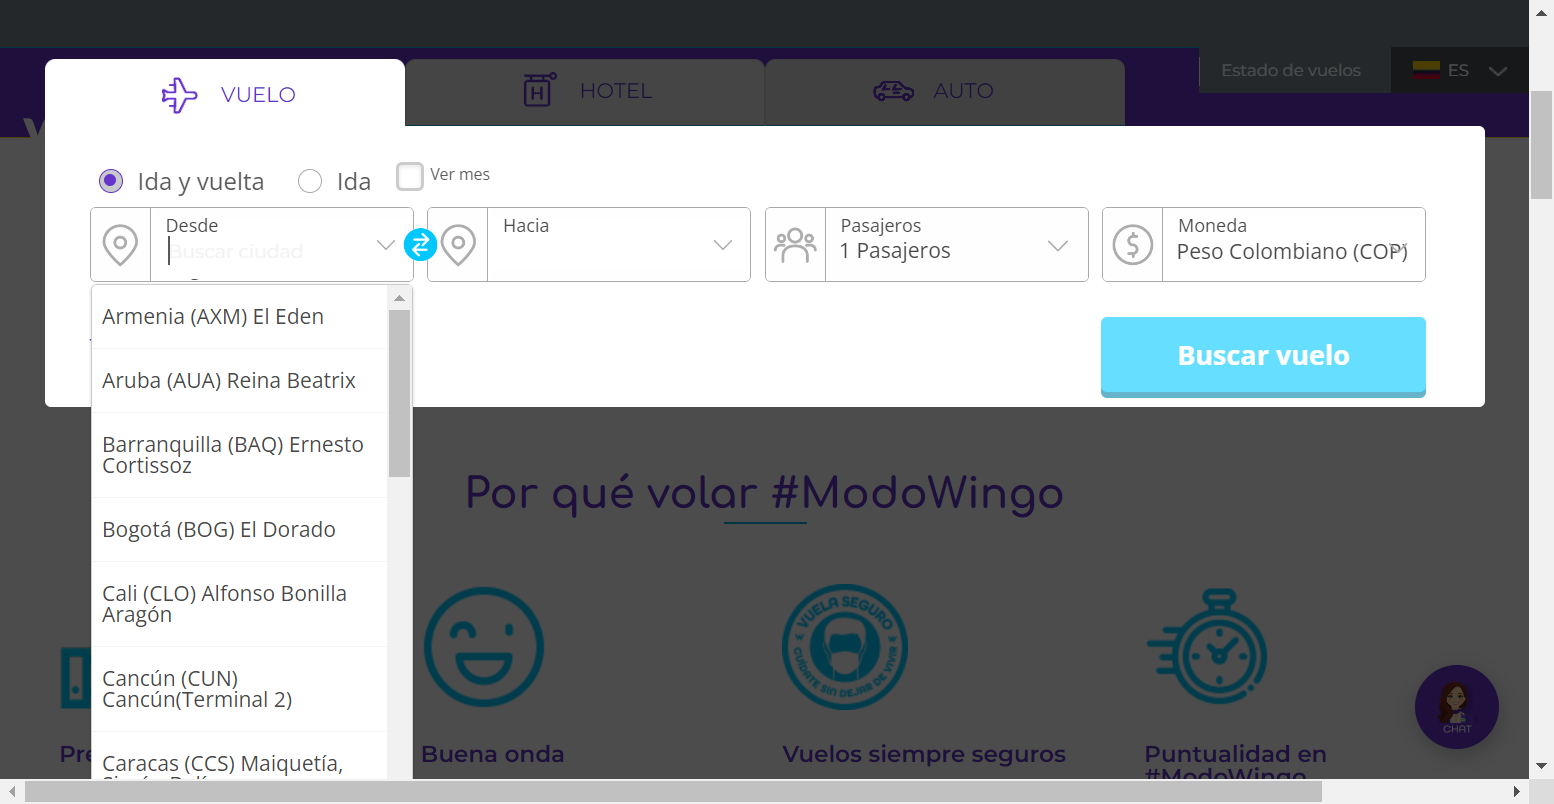 Estado de vuelos
ES
VUELO
HOTEL
AUTO
Ida y vuelta
Ida
Ver mes
Desde
Buscar ciudad
Hacia
Pasajeros
1 Pasajeros
Moneda
Peso Colombiano (COP)
Armenia (AXM) El Eden
Aruba (AUA) Reina Beatrix
Barranquilla (BAQ) Ernesto
Cortissoz
Bogotá (BOG) El Dorado
Cali (CLO) Alfonso Bonilla
Aragón
Cancún (CUN)
Cancún(Terminal 2)
Caracas (CCS) Maiquetía,
Buscar vuelo
Por qué volar #ModoWingo
VUELA SEGURO
CUÍDATE SIN DEJAR DE VIVIR
Buena onda
Vuelos siempre seguros
Puntualidad en
#ModoWingo
CHAT